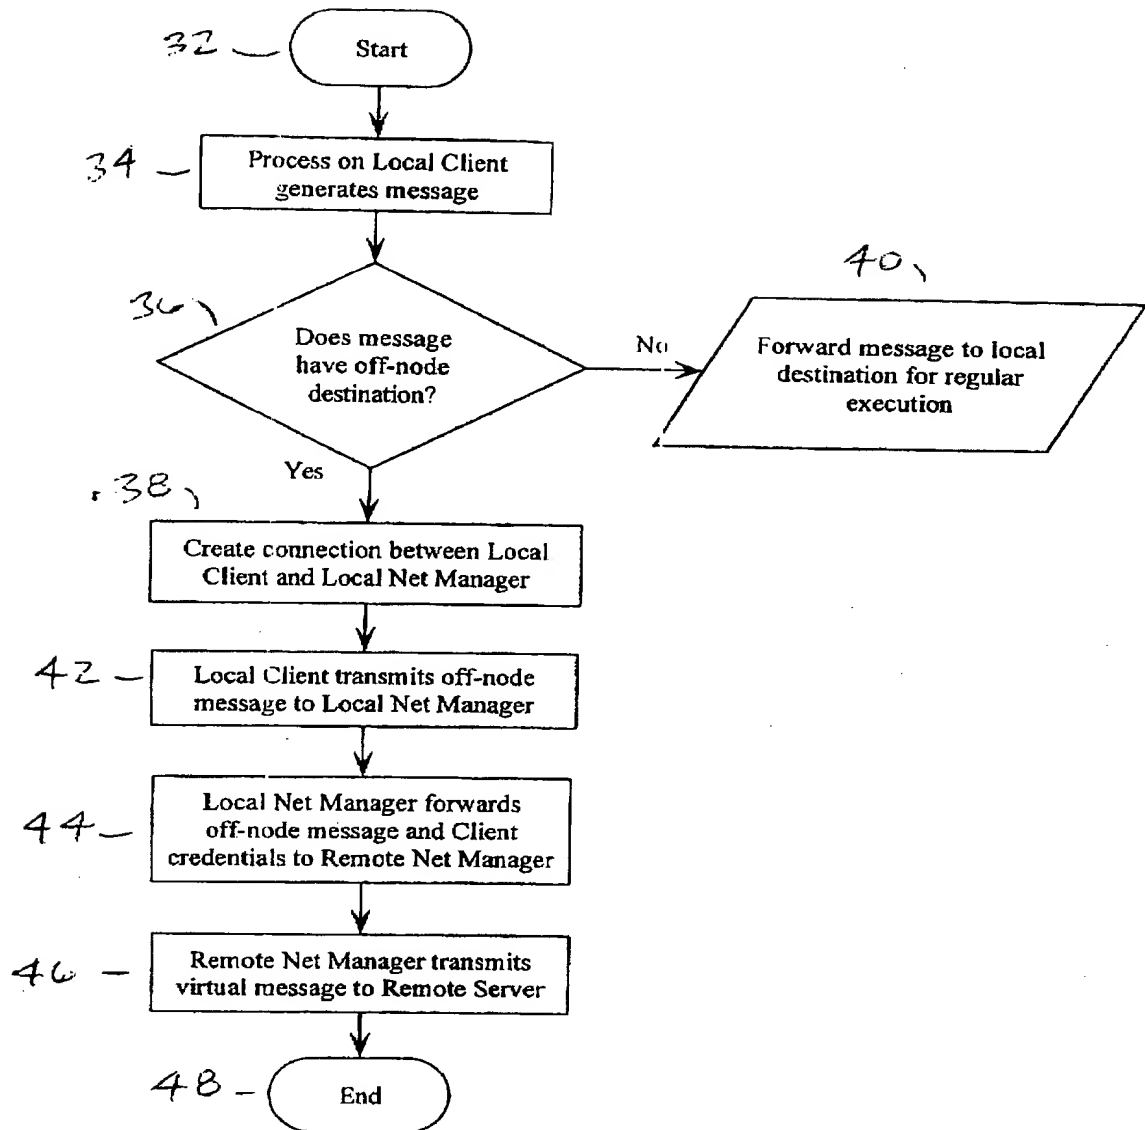 32
Start
34
Process on Local Client
generates message
36
Does message
have off-node
destination?
No
40
Forward message to local
destination for regular
execution
Yes
38
Create connection between Local
Client and Local Net Manager
42
Local Client transmits off-node
message to Local Net Manager
44
Local Net Manager forwards
off-node message and Client
credentials to Remote Net Manager
46
Remote Net Manager transmits
virtual message to Remote Server
48
End